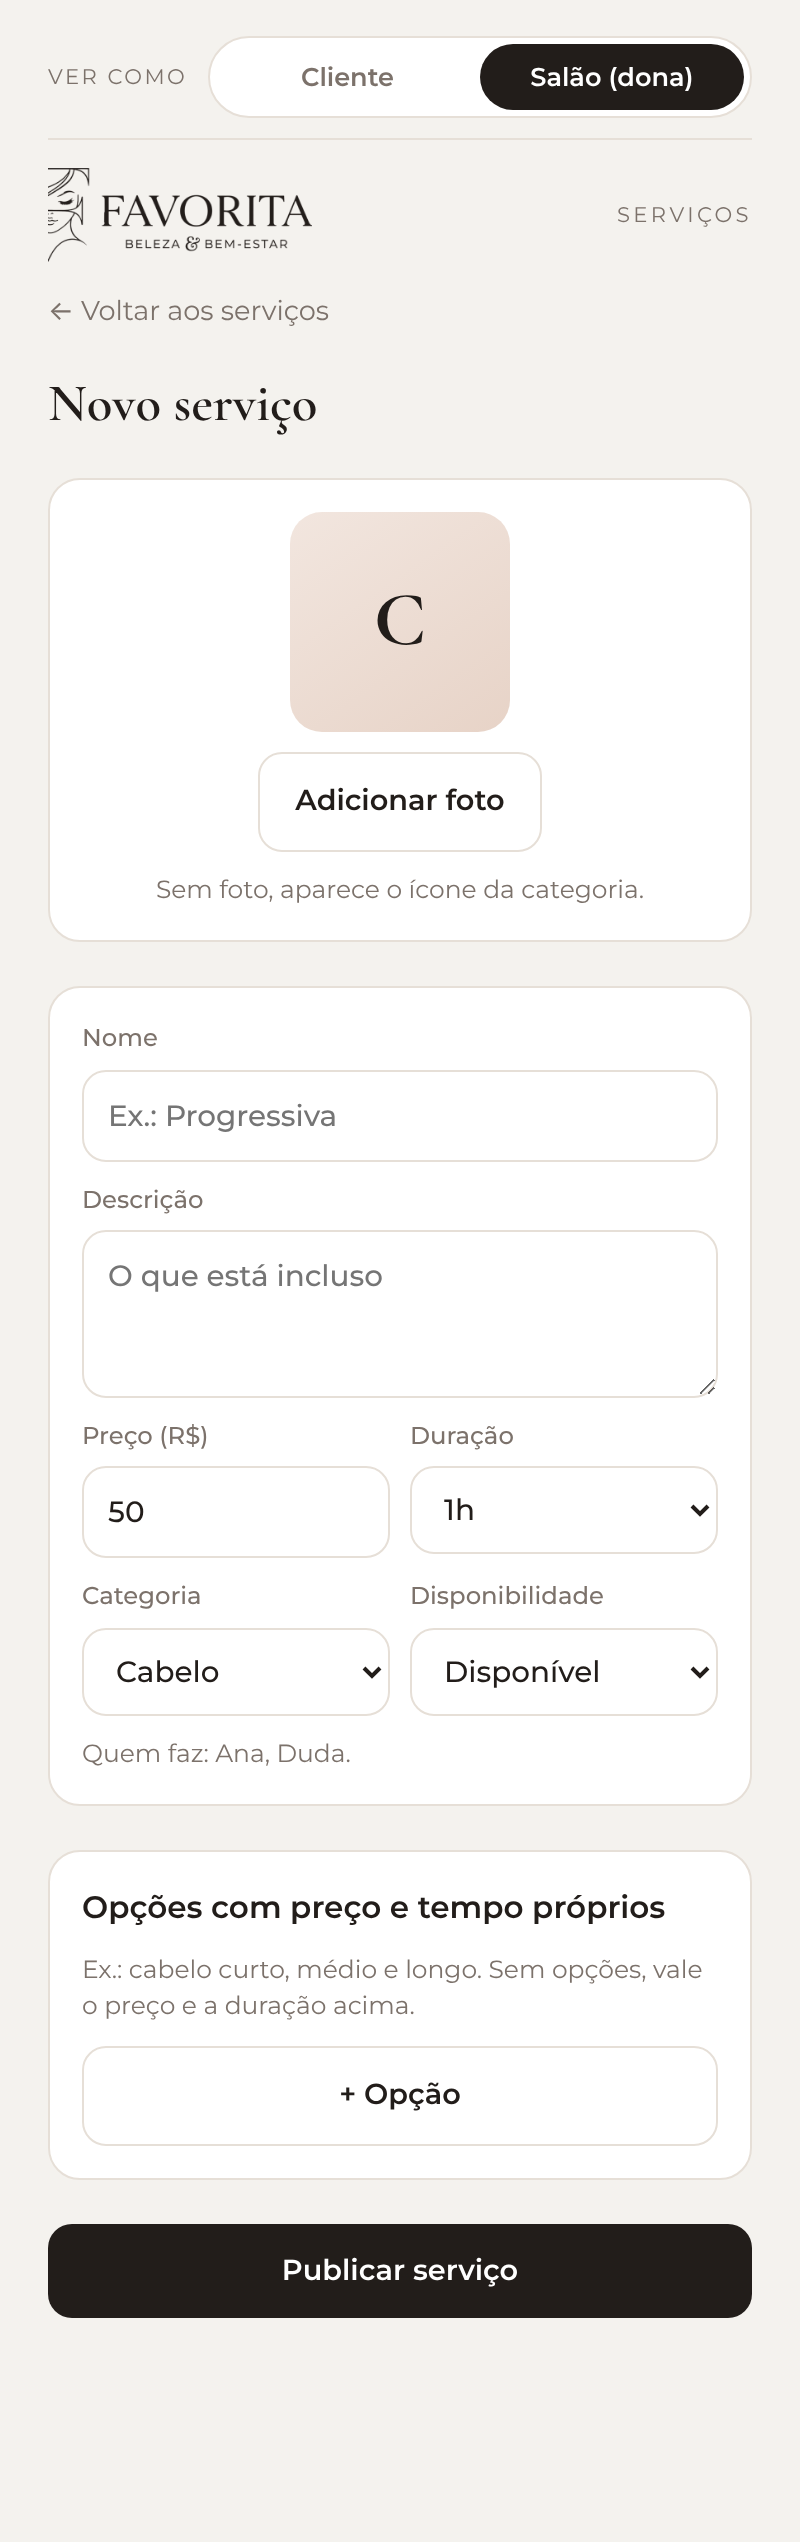 VER COMO
Cliente
Salão (dona)
FAVORITA
BELEZA & BEM-ESTAR
SERVIÇOS
← Voltar aos serviços
Novo serviço
C
Adicionar foto
Sem foto, aparece o ícone da categoria.
Nome
Ex.: Progressiva
Descrição
O que está incluso
Preço (R$)
Duração
50
1h
Categoria
Disponibilidade
Cabelo
Disponível
Quem faz: Ana, Duda.
Opções com preço e tempo próprios
Ex.: cabelo curto, médio e longo. Sem opções, vale
o preço e a duração acima.
+ Opção
Publicar serviço